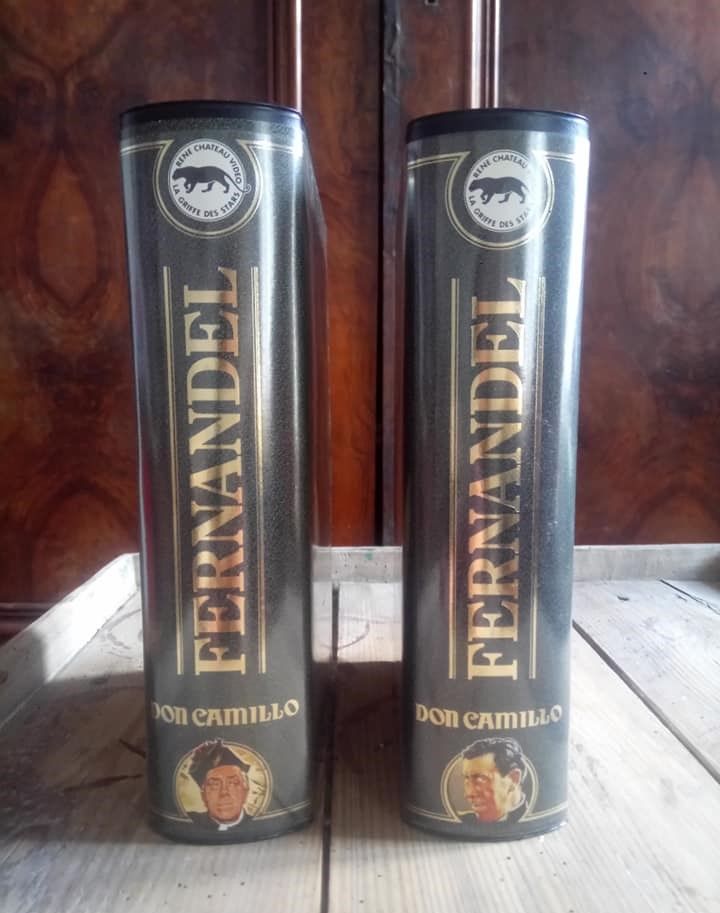 RENE CHATEAU VIDEO
LA GRIFFE DES STARS
FERNANDEL
DON CAMILLO
RENE CHATEAU
LA GRIFFE DES STARS
FERNANDEL
DON CAMILLO